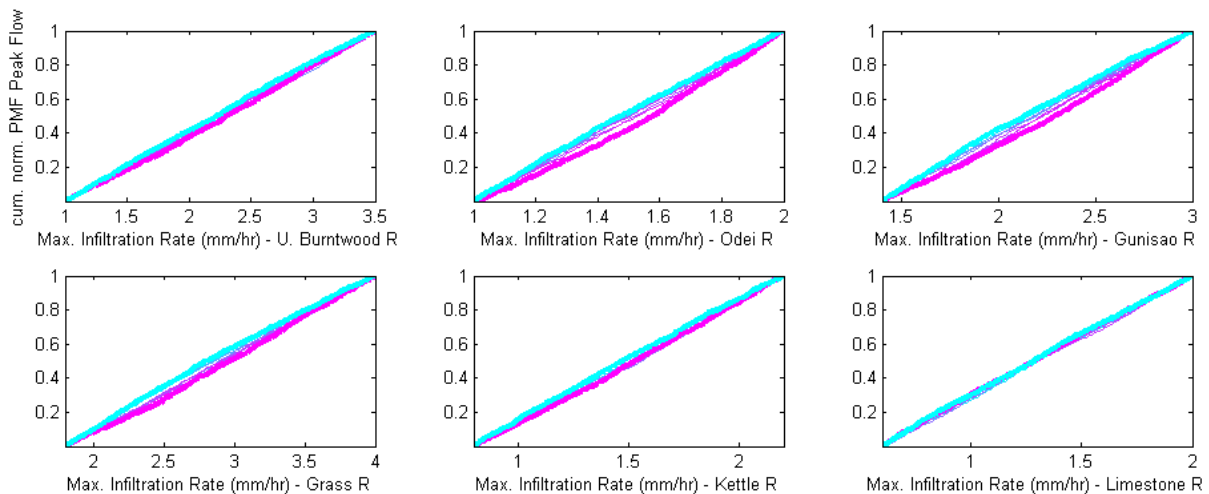 cum. norm. PMF Peak Flow
1
0.8
0.6
0.4
0.2
1 1.5 2 2.5 3 3.5
Max. Infiltration Rate (mm/hr) - U. Burntwood R
1
0.8
0.6
0.4
0.2
1 1.2 1.4 1.6 1.8 2
Max. Infiltration Rate (mm/hr) - Odei R
1
0.8
0.6
0.4
0.2
1.5 2 2.5 3
Max. Infiltration Rate (mm/hr) - Gunisao R
1
0.8
0.6
0.4
0.2
2 2.5 3 3.5 4
Max. Infiltration Rate (mm/hr) - Grass R
1
0.8
0.6
0.4
0.2
1 1.5 2
Max. Infiltration Rate (mm/hr) - Kettle R
1
0.8
0.6
0.4
0.2
1 1.5 2
Max. Infiltration Rate (mm/hr) - Limestone R